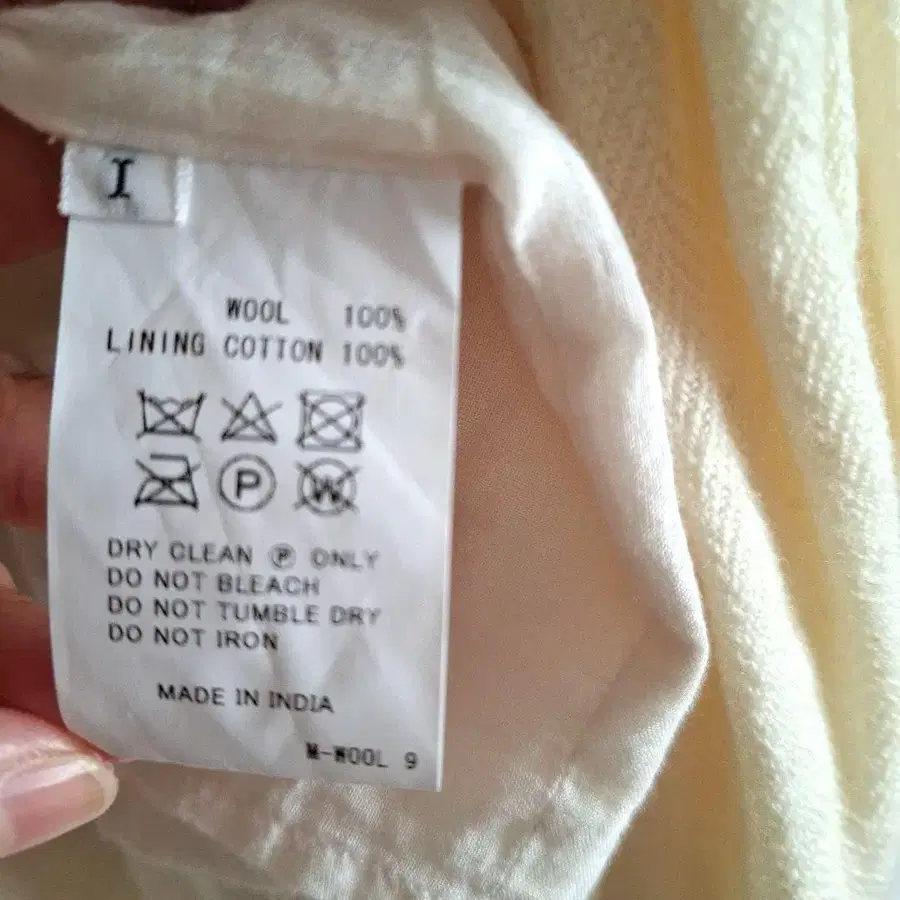 I
WOOL 100%
LINING COTTON 100%
P W
DRY CLEAN Ⓟ ONLY
DO NOT BLEACH
DO NOT TUMBLE DRY
DO NOT IRON
MADE IN INDIA
M-WOOL 9